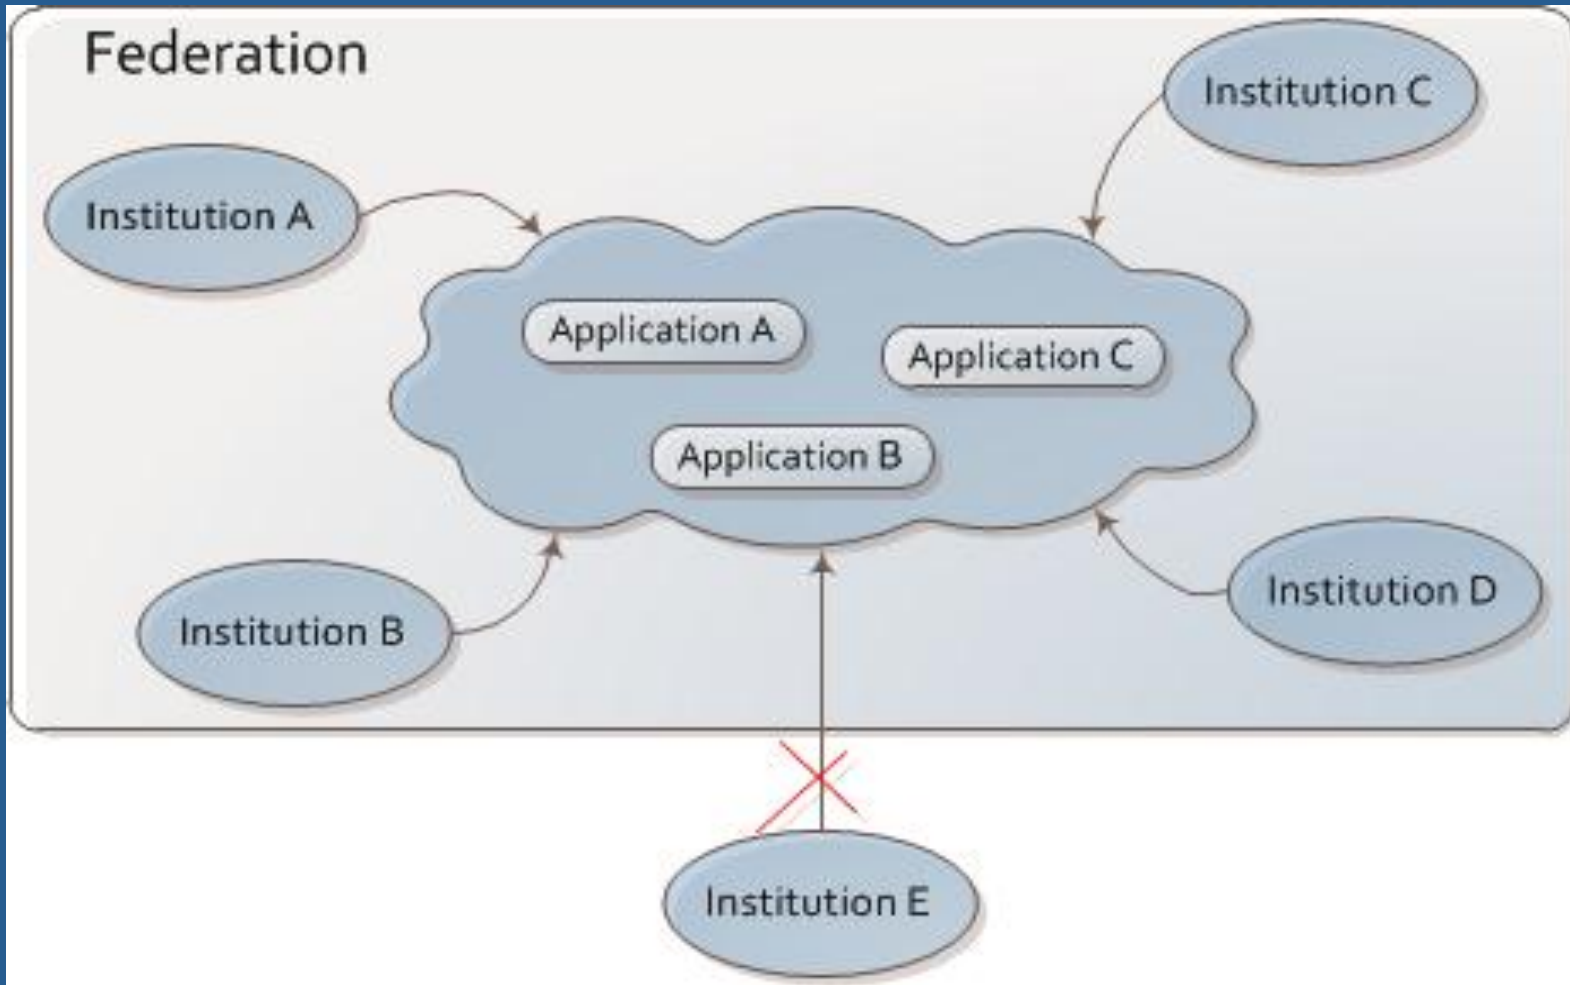 Federation
Institution C
Institution A
Application A
Application C
Application B
Institution D
Institution B
Institution E